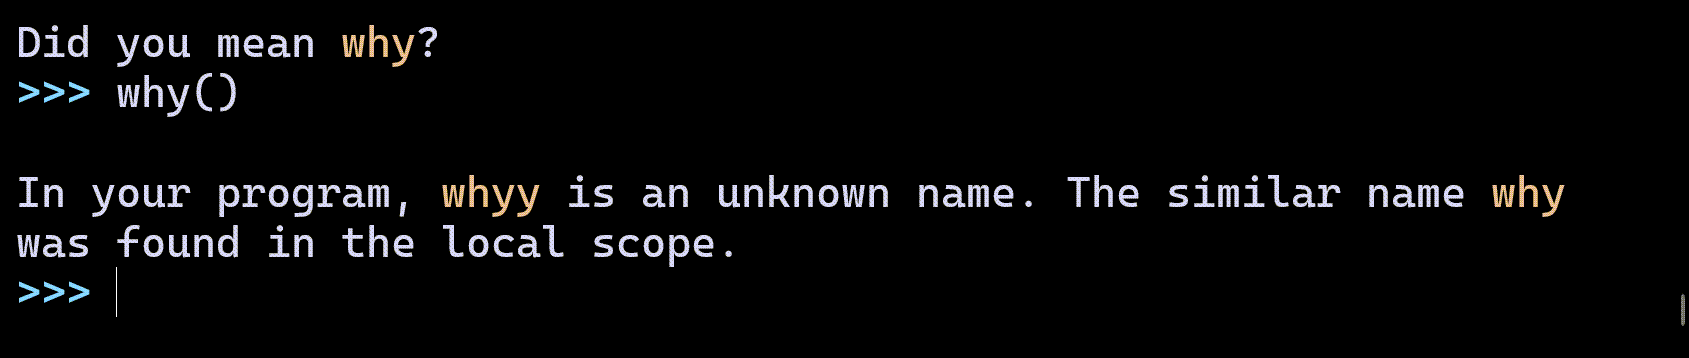 Did you mean why?
>>> why()
In your program, whyy is an unknown name. The similar name why
was found in the local scope.
>>>